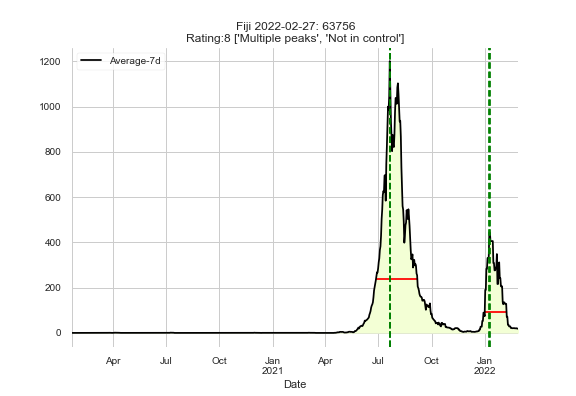 Fiji 2022-02-27: 63756
Rating:8 ['Multiple peaks', 'Not in control']
Average-7d
1200
1000
800
600
400
200
0
Apr Jul Oct Jan Apr Jul Oct Jan
2021 2022
Date